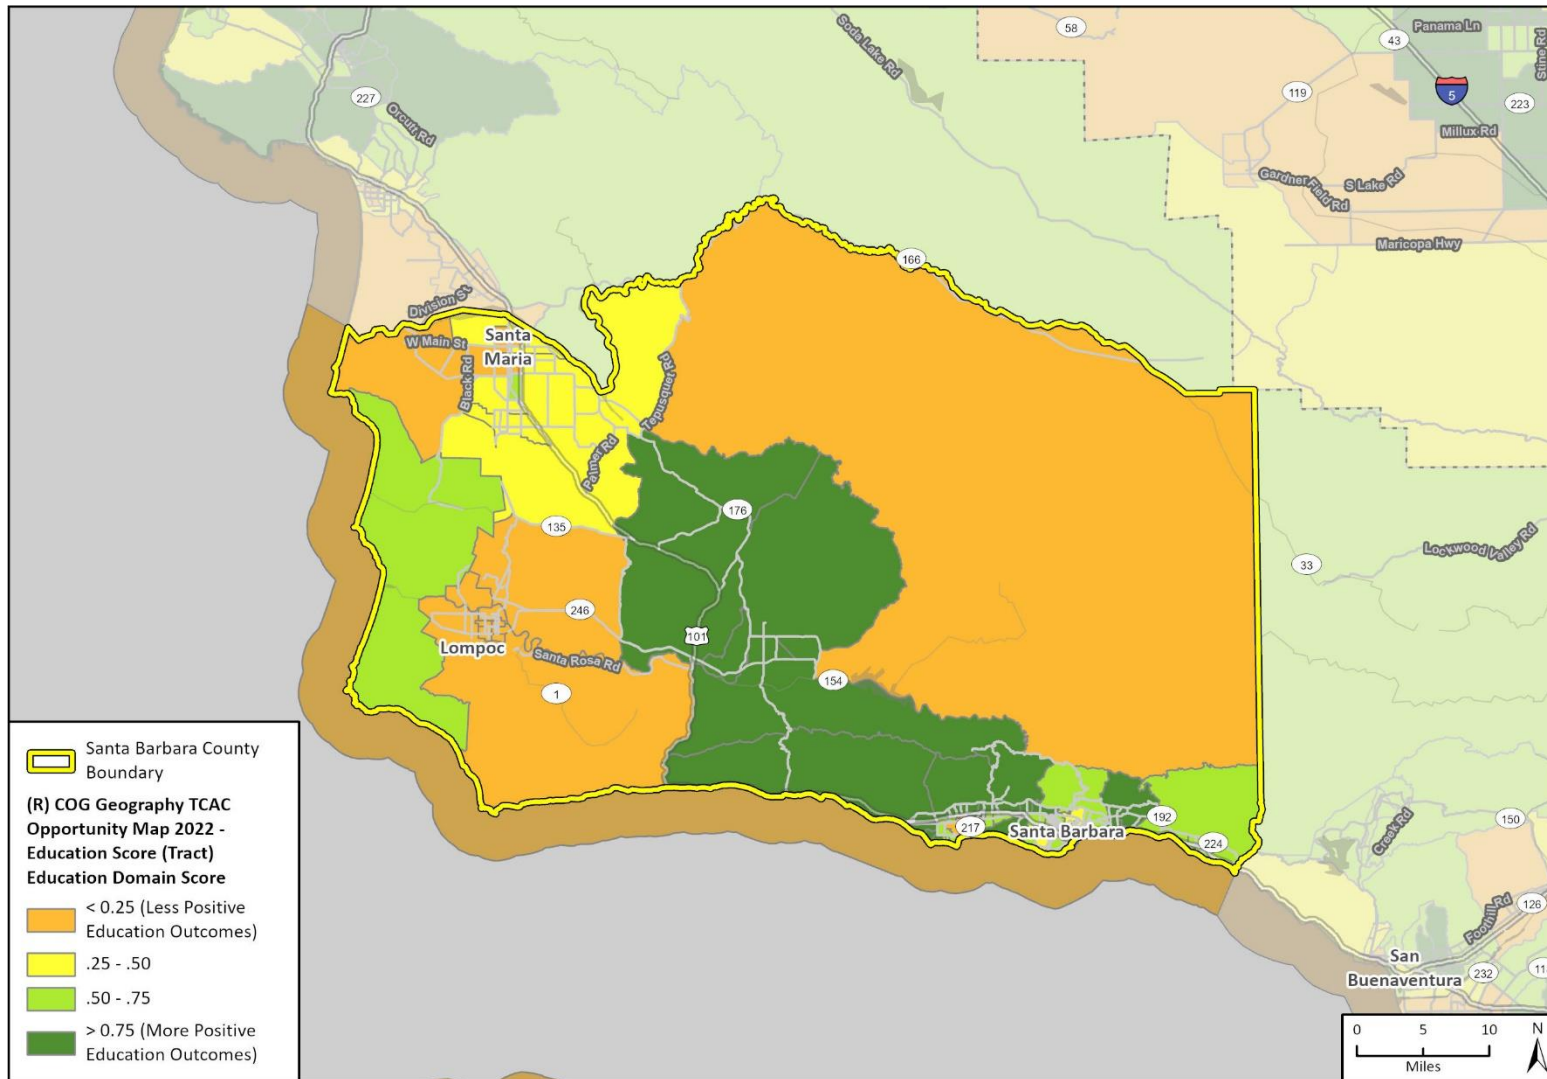 Soda Lake Rd
58
43
Panama Ln
Stine Rd
5
119
223
227
Orcutt Rd
Millux Rd
Gardner Field Rd
S Lake Rd
Maricopa Hwy
166
Division St
W Main St
Santa
Maria
Black Rd
Tepusquet Rd
Palmer Rd
176
135
33
Lockwood Valley Rd
246
101
Lompoc
Santa Rosa Rd
1
154
217
Santa Barbara
192
224
150
Creek Rd
126
Foothill Rd
San
Buenaventura
232
11
Santa Barbara County
Boundary
(R) COG Geography TCAC
Opportunity Map 2022 -
Education Score (Tract)
Education Domain Score
< 0.25 (Less Positive
Education Outcomes)
.25 - .50
.50 - .75
> 0.75 (More Positive
Education Outcomes)
0 5 10
Miles
N